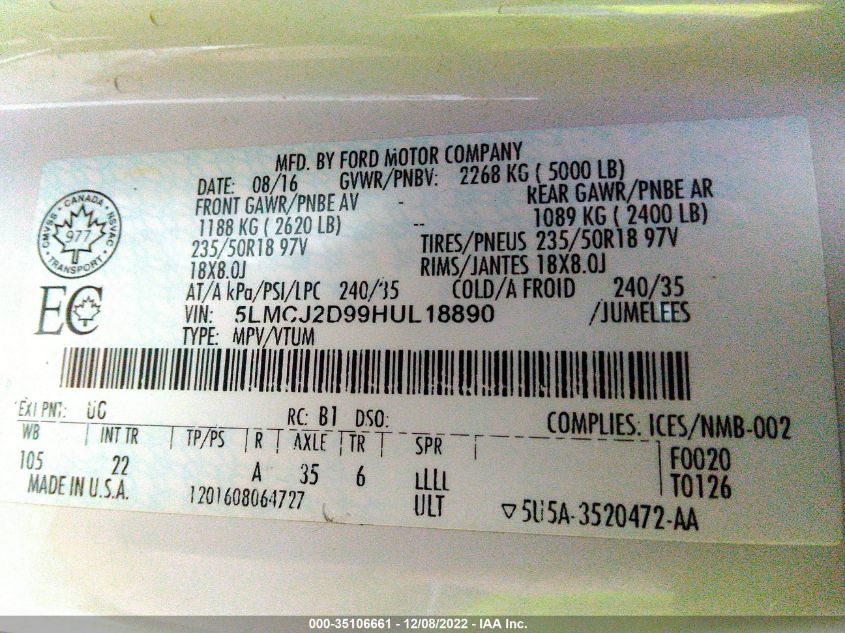 MFD. BY FORD MOTOR COMPANY
DATE: 08/16 GVWR/PNBV: 2268 KG ( 5000 LB)
FRONT GAWR/PNBE AV - REAR GAWR/PNBE AR
1188 KG ( 2620 LB) -- 1089 KG ( 2400 LB)
235/50R18 97V TIRES/PNEUS 235/50R18 97V
18X8.0J RIMS/JANTES 18X8.0J
AT/A kPa/PSI/LPC 240/35 COLD/A FROID 240/35
VIN: 5LMCJ2D99HUL18890 /JUMELEES
TYPE: MPV/VTUM
CANADA
CMVSS NSVAC
977
TRANSPORT
EC
EXT PNT: UG RC: B1 DSO: COMPLIES: ICES/NMB-002
WB INT TR TP/PS R AXLE TR SPR F0020
105 22 A 35 6 LLLL T0126
MADE IN U.S.A. 1201608064727 ULT ▽5U5A-3520472-AA
000-35106661 - 12/08/2022 - IAA Inc.